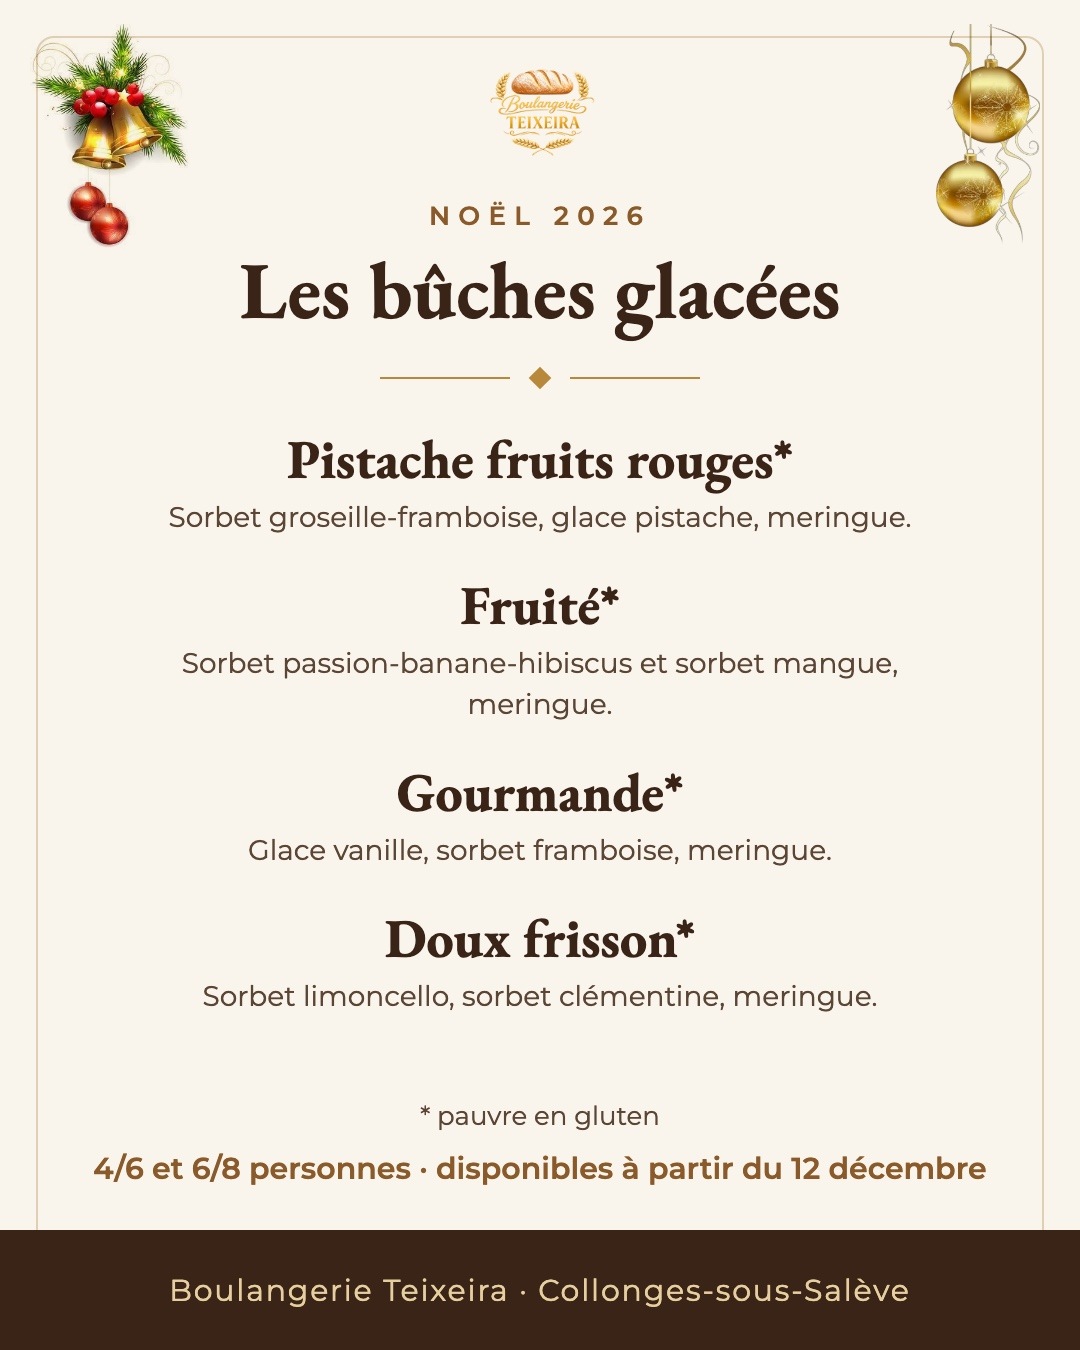 Boulangerie
TEIXEIRA
NOËL 2026
Les bûches glacées
Pistache fruits rouges*
Sorbet groseille-framboise, glace pistache, meringue.
Fruité*
Sorbet passion-banane-hibiscus et sorbet mangue,
meringue.
Gourmande*
Glace vanille, sorbet framboise, meringue.
Doux frisson*
Sorbet limoncello, sorbet clémentine, meringue.
* pauvre en gluten
4/6 et 6/8 personnes · disponibles à partir du 12 décembre
Boulangerie Teixeira · Collonges-sous-Salève